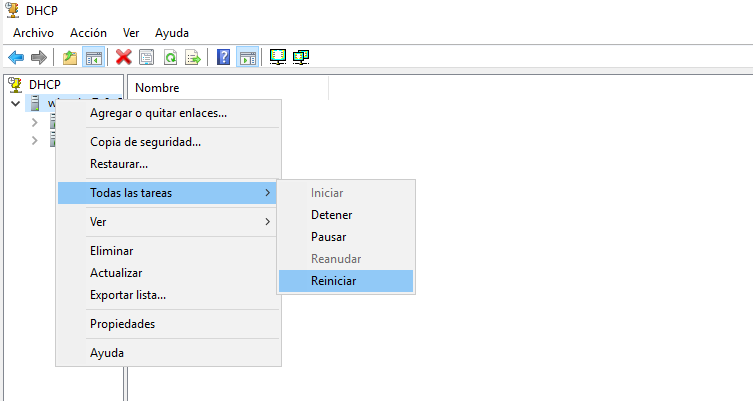 DHCP
Archivo Acción Ver Ayuda
DHCP
Nombre
Agregar o quitar enlaces...
Copia de seguridad...
Restaurar...
Todas las tareas
Iniciar
Detener
Ver
Pausar
Eliminar
Reanudar
Actualizar
Reiniciar
Exportar lista...
Propiedades
Ayuda